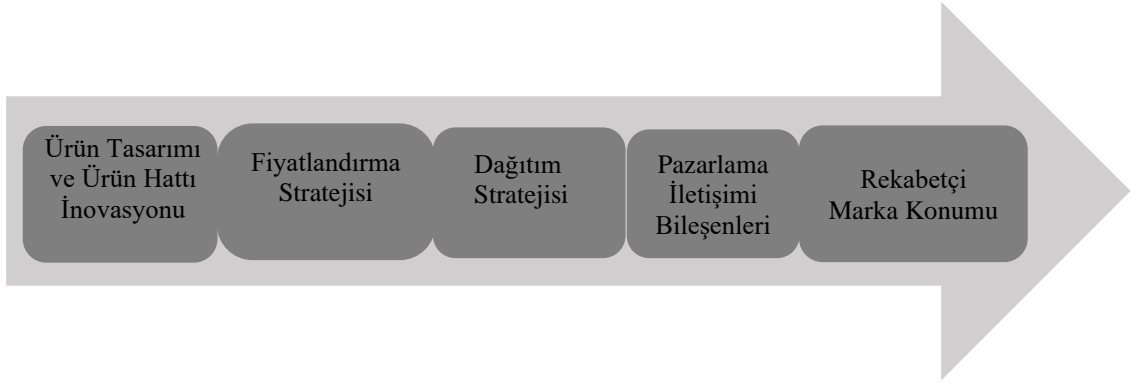 Ürün Tasarımı
ve Ürün Hattı
İnovasyonu
Fiyatlandırma
Stratejisi
Dağıtım
Stratejisi
Pazarlama
İletişimi
Bileşenleri
Rekabetçi
Marka Konumu